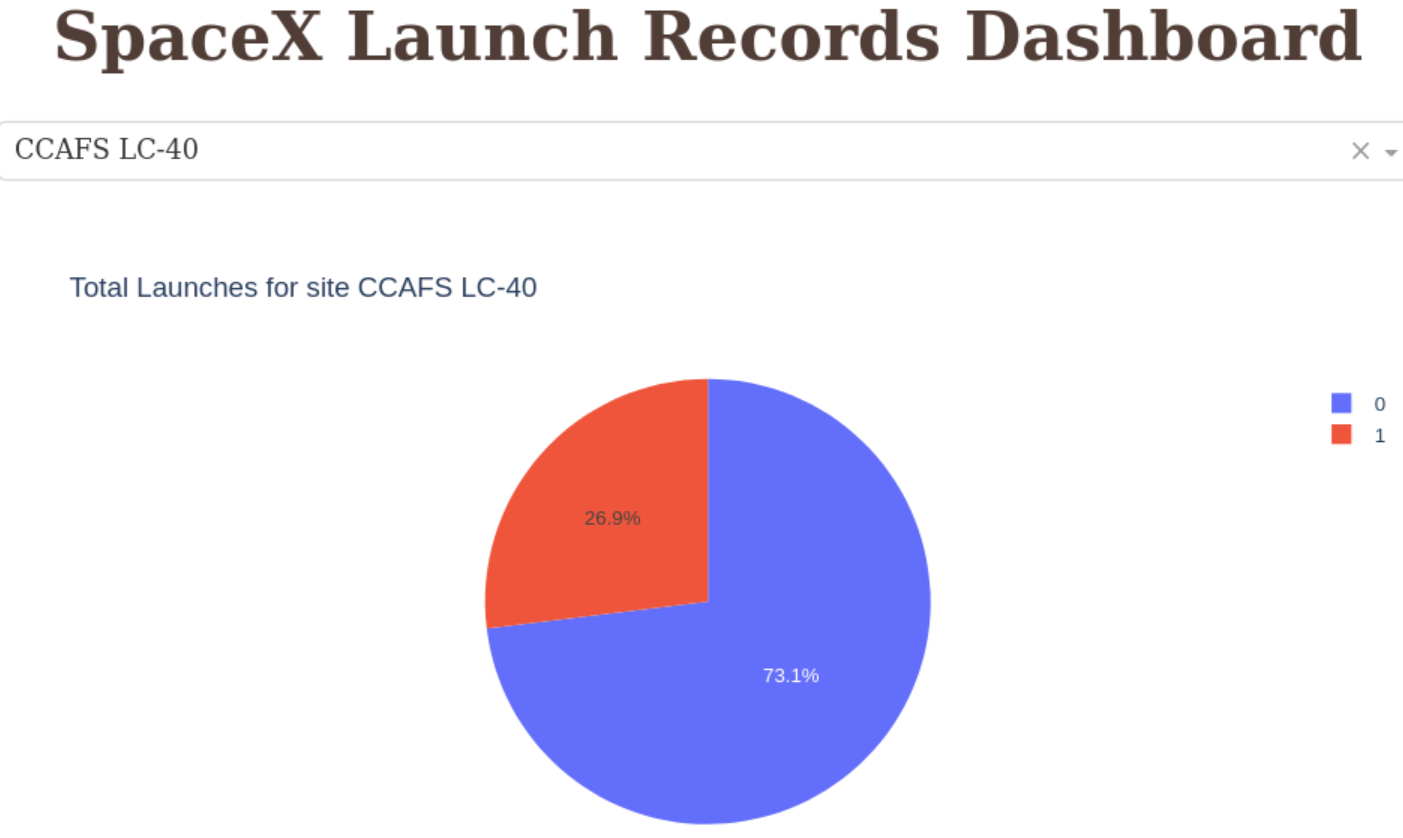 SpaceX Launch Records Dashboard
CCAFS LC-40
Total Launches for site CCAFS LC-40
0
1
26.9%
73.1%